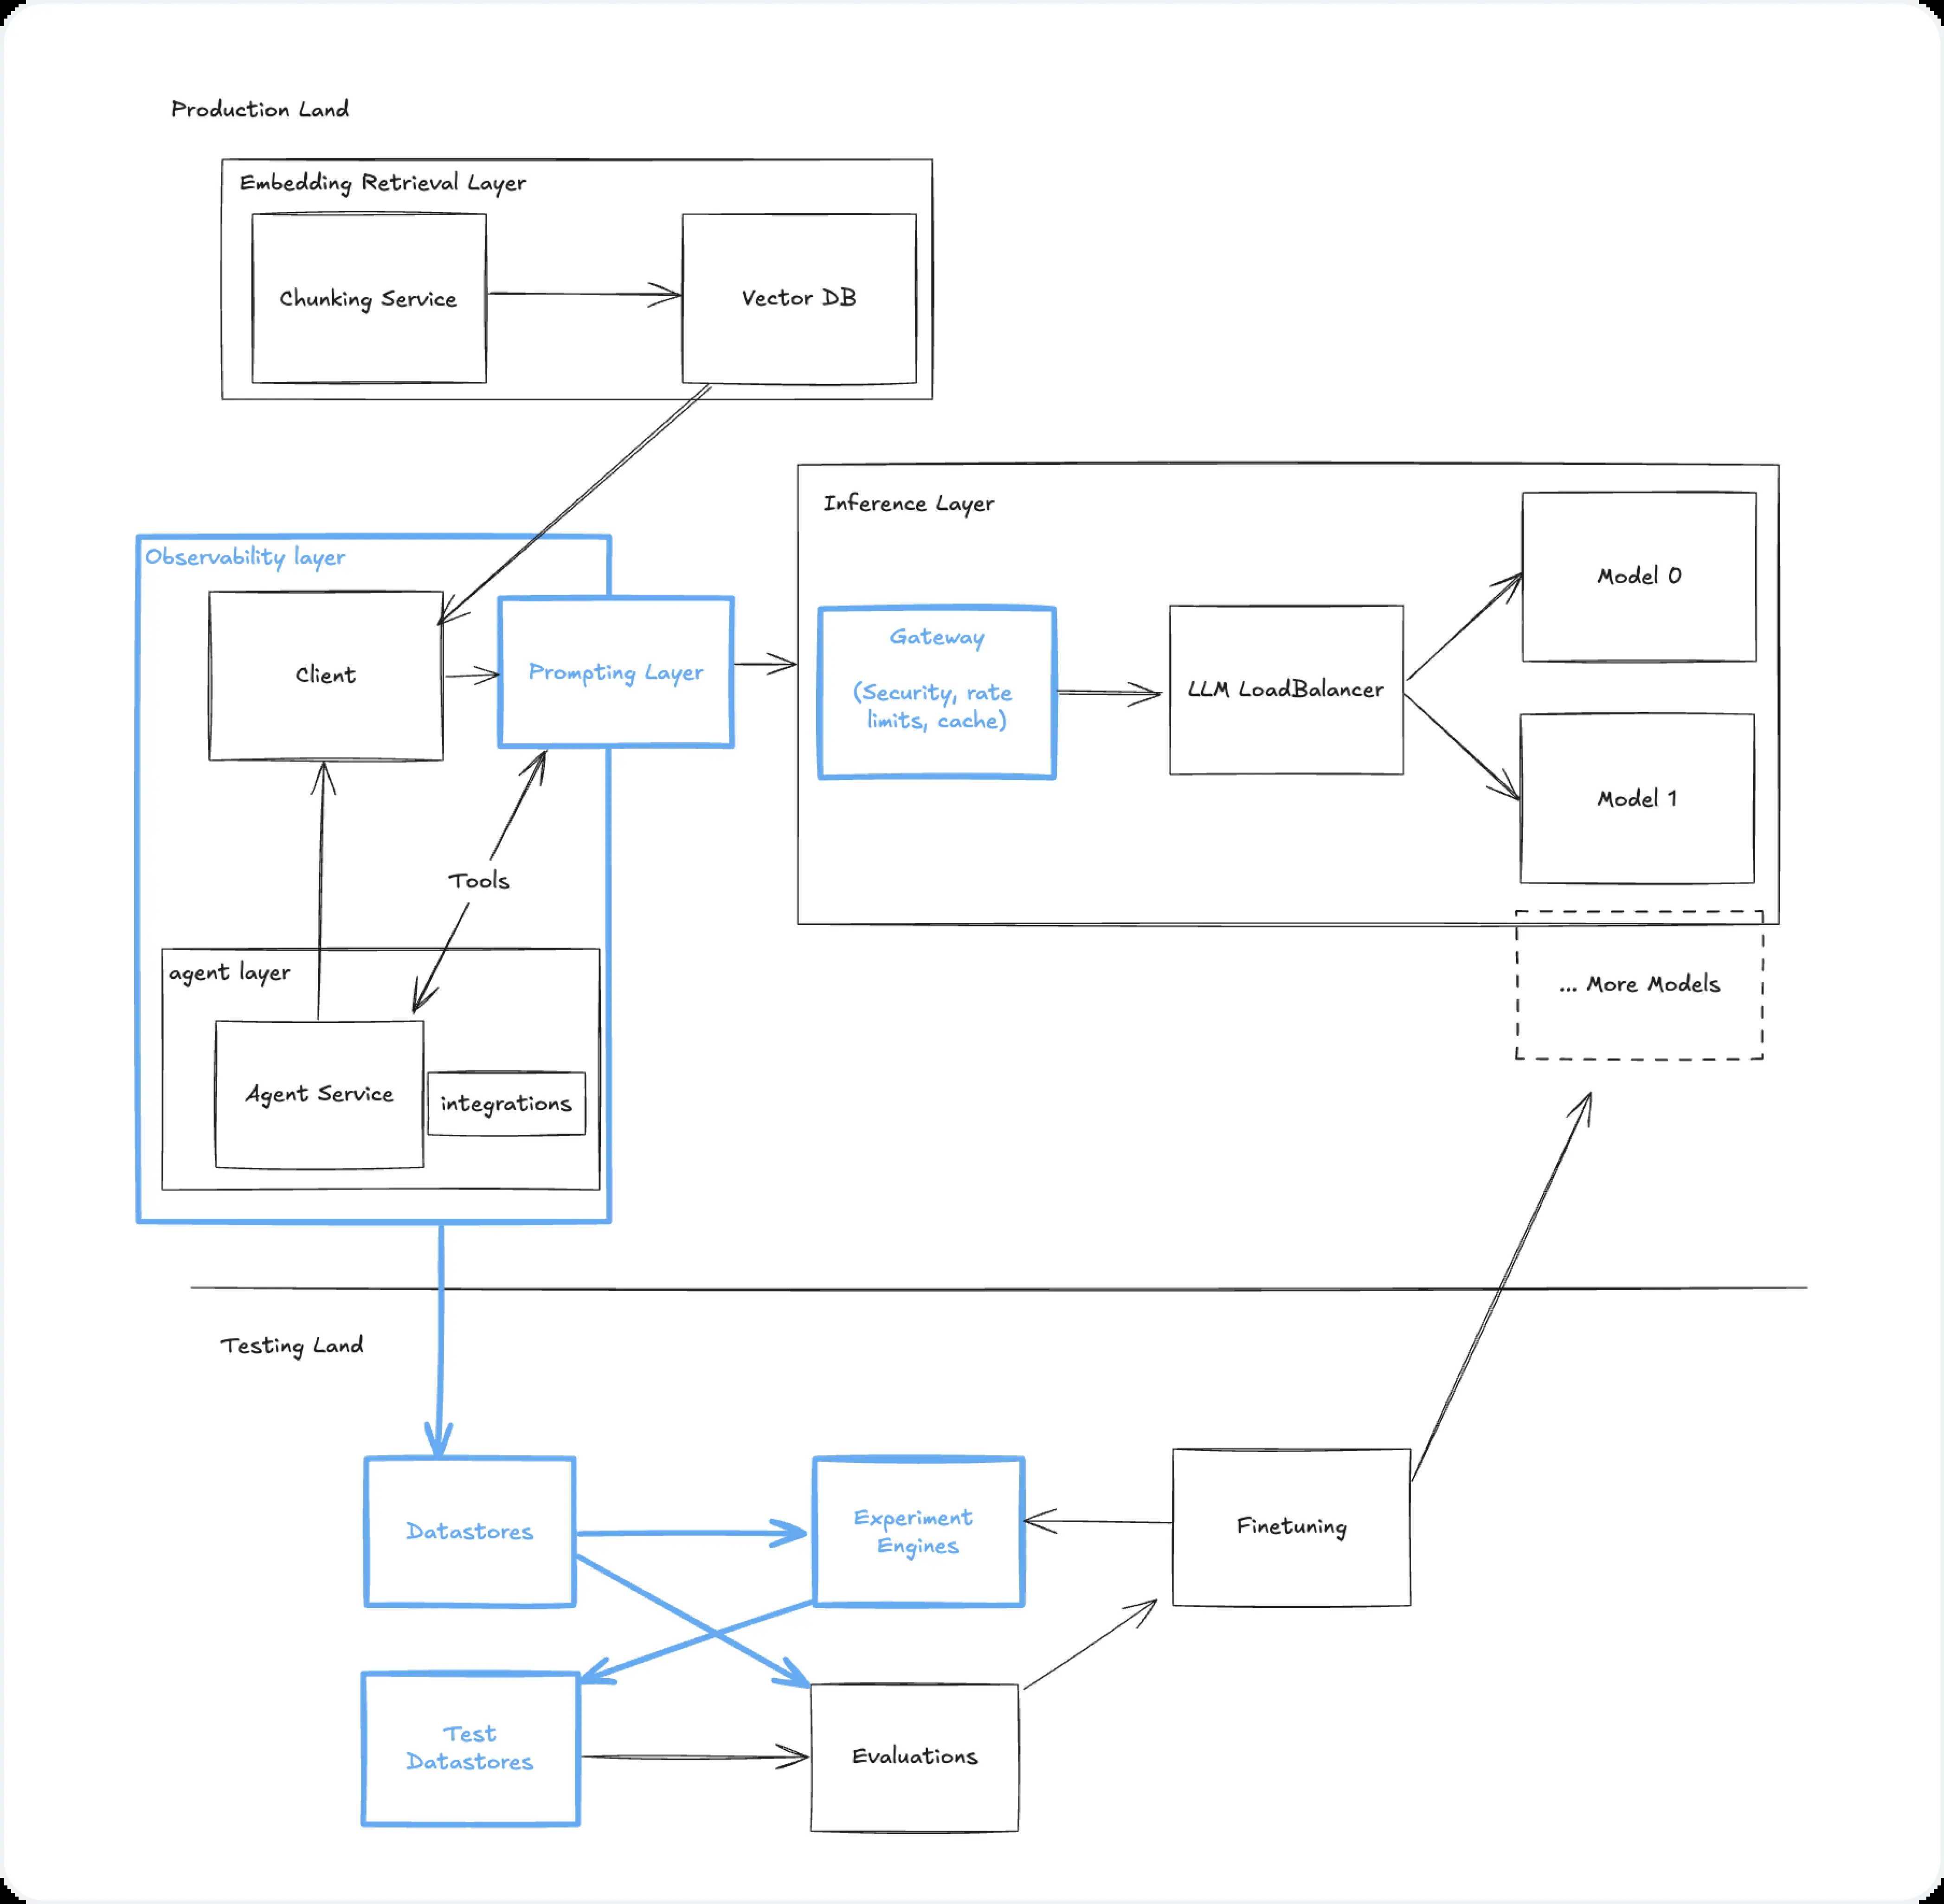 Production Land
Embedding Retrieval Layer
Chunking Service
Vector DB
Inference Layer
Observability layer
Client
Prompting Layer
Gateway
(Security, rate
limits, cache)
LLM LoadBalancer
Model 0
Model 1
Tools
agent layer
... More Models
Agent Service
integrations
Testing Land
Datastores
Experiment
Engines
Finetuning
Test
Datastores
Evaluations